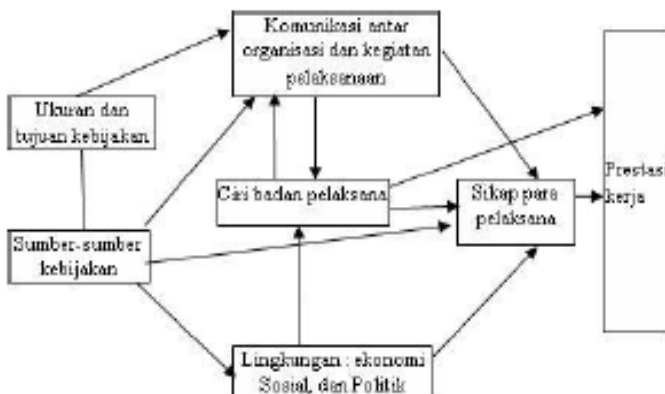 Komunikasi antar
organisasi dan kegiatan
pelaksanaan
Ukuran dan
tujuan kebijakan
Ciri badan pelaksana
Sikap para
pelaksana
Prestasi
kerja
Sumber-sumber
kebijakan
Lingkungan : ekonomi
Sosial, dan Politik